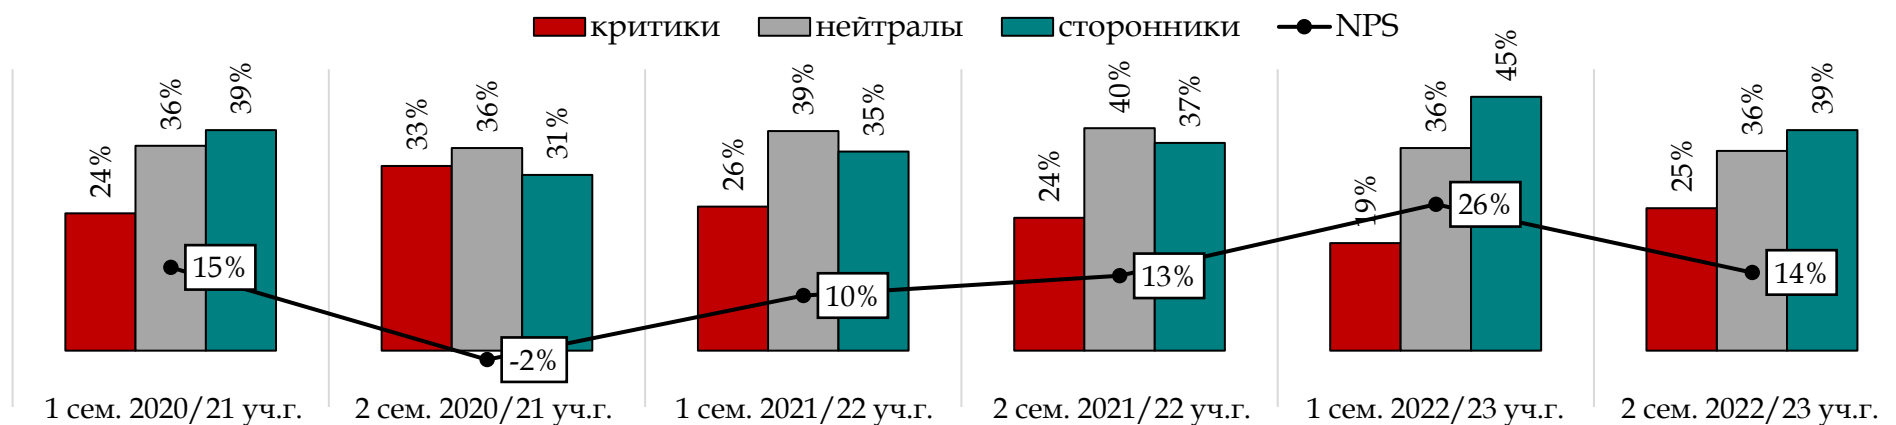 критики нейтралы сторонники NPS
24% 36% 39% 15%
33% 36% 31% -2%
26% 39% 35% 10%
24% 40% 37% 13%
19% 36% 45% 26%
25% 36% 39% 14%
1 сем. 2020/21 уч.г. 2 сем. 2020/21 уч.г. 1 сем. 2021/22 уч.г. 2 сем. 2021/22 уч.г. 1 сем. 2022/23 уч.г. 2 сем. 2022/23 уч.г.